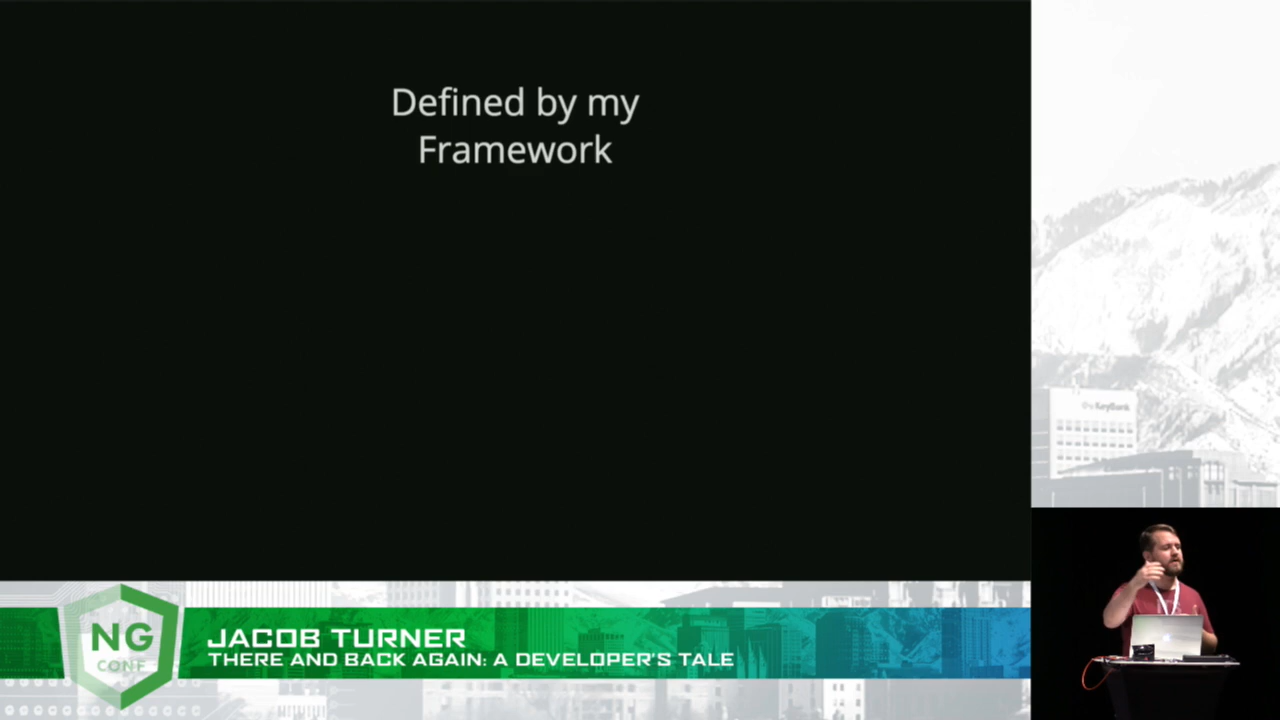 Defined by my
Framework
KeyBank
NG
CONF
JACOB TURNER
THERE AND BACK AGAIN: A DEVELOPER'S TALE